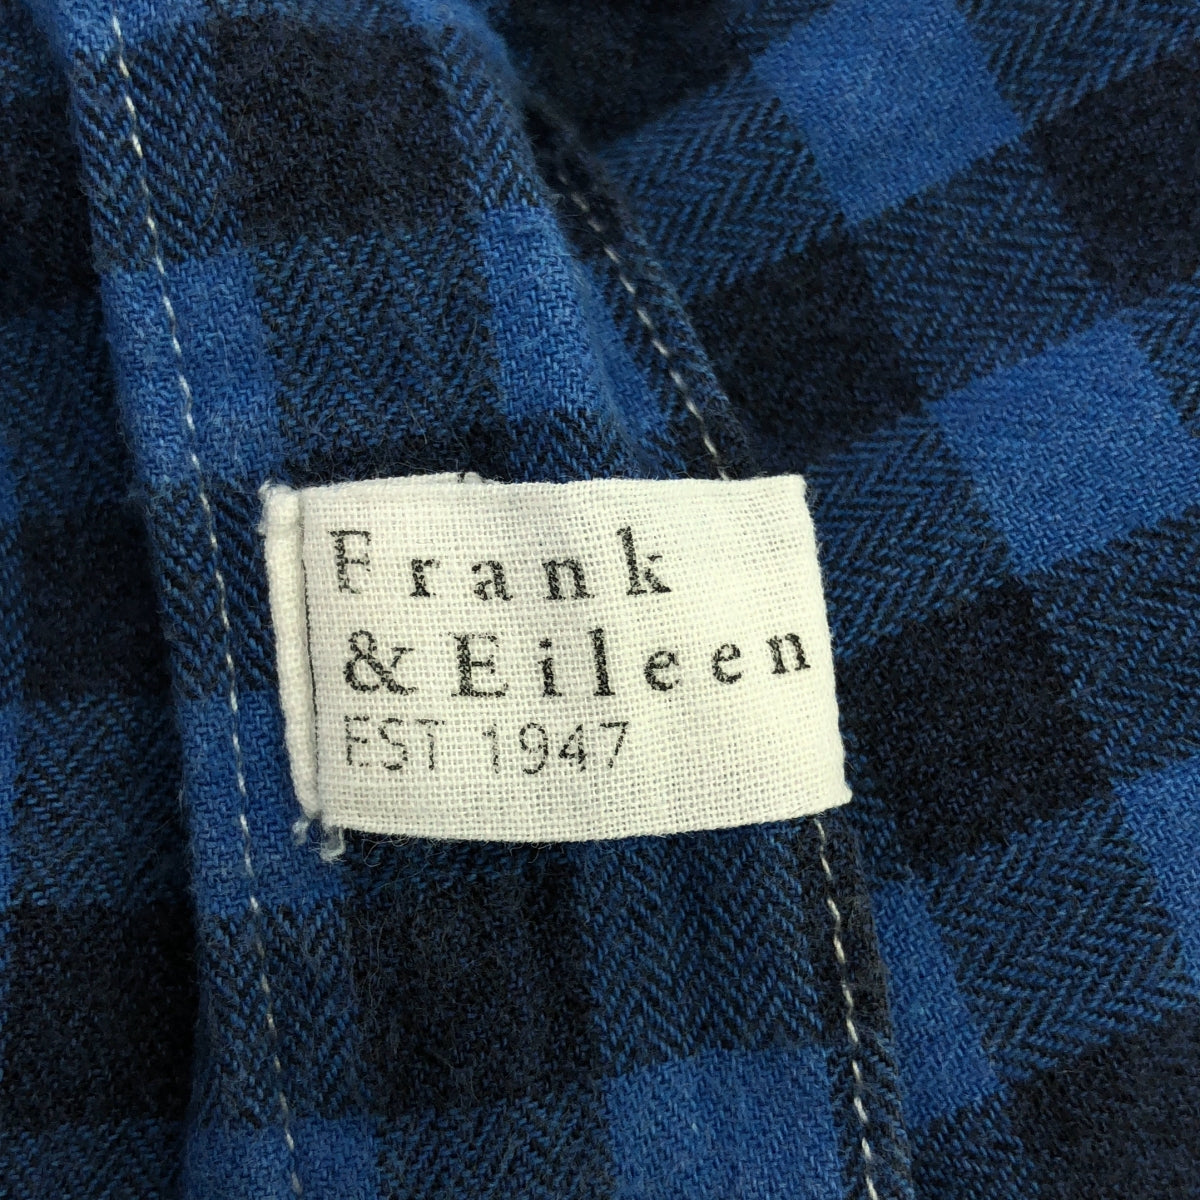 Frank
& Eileen
EST 1947